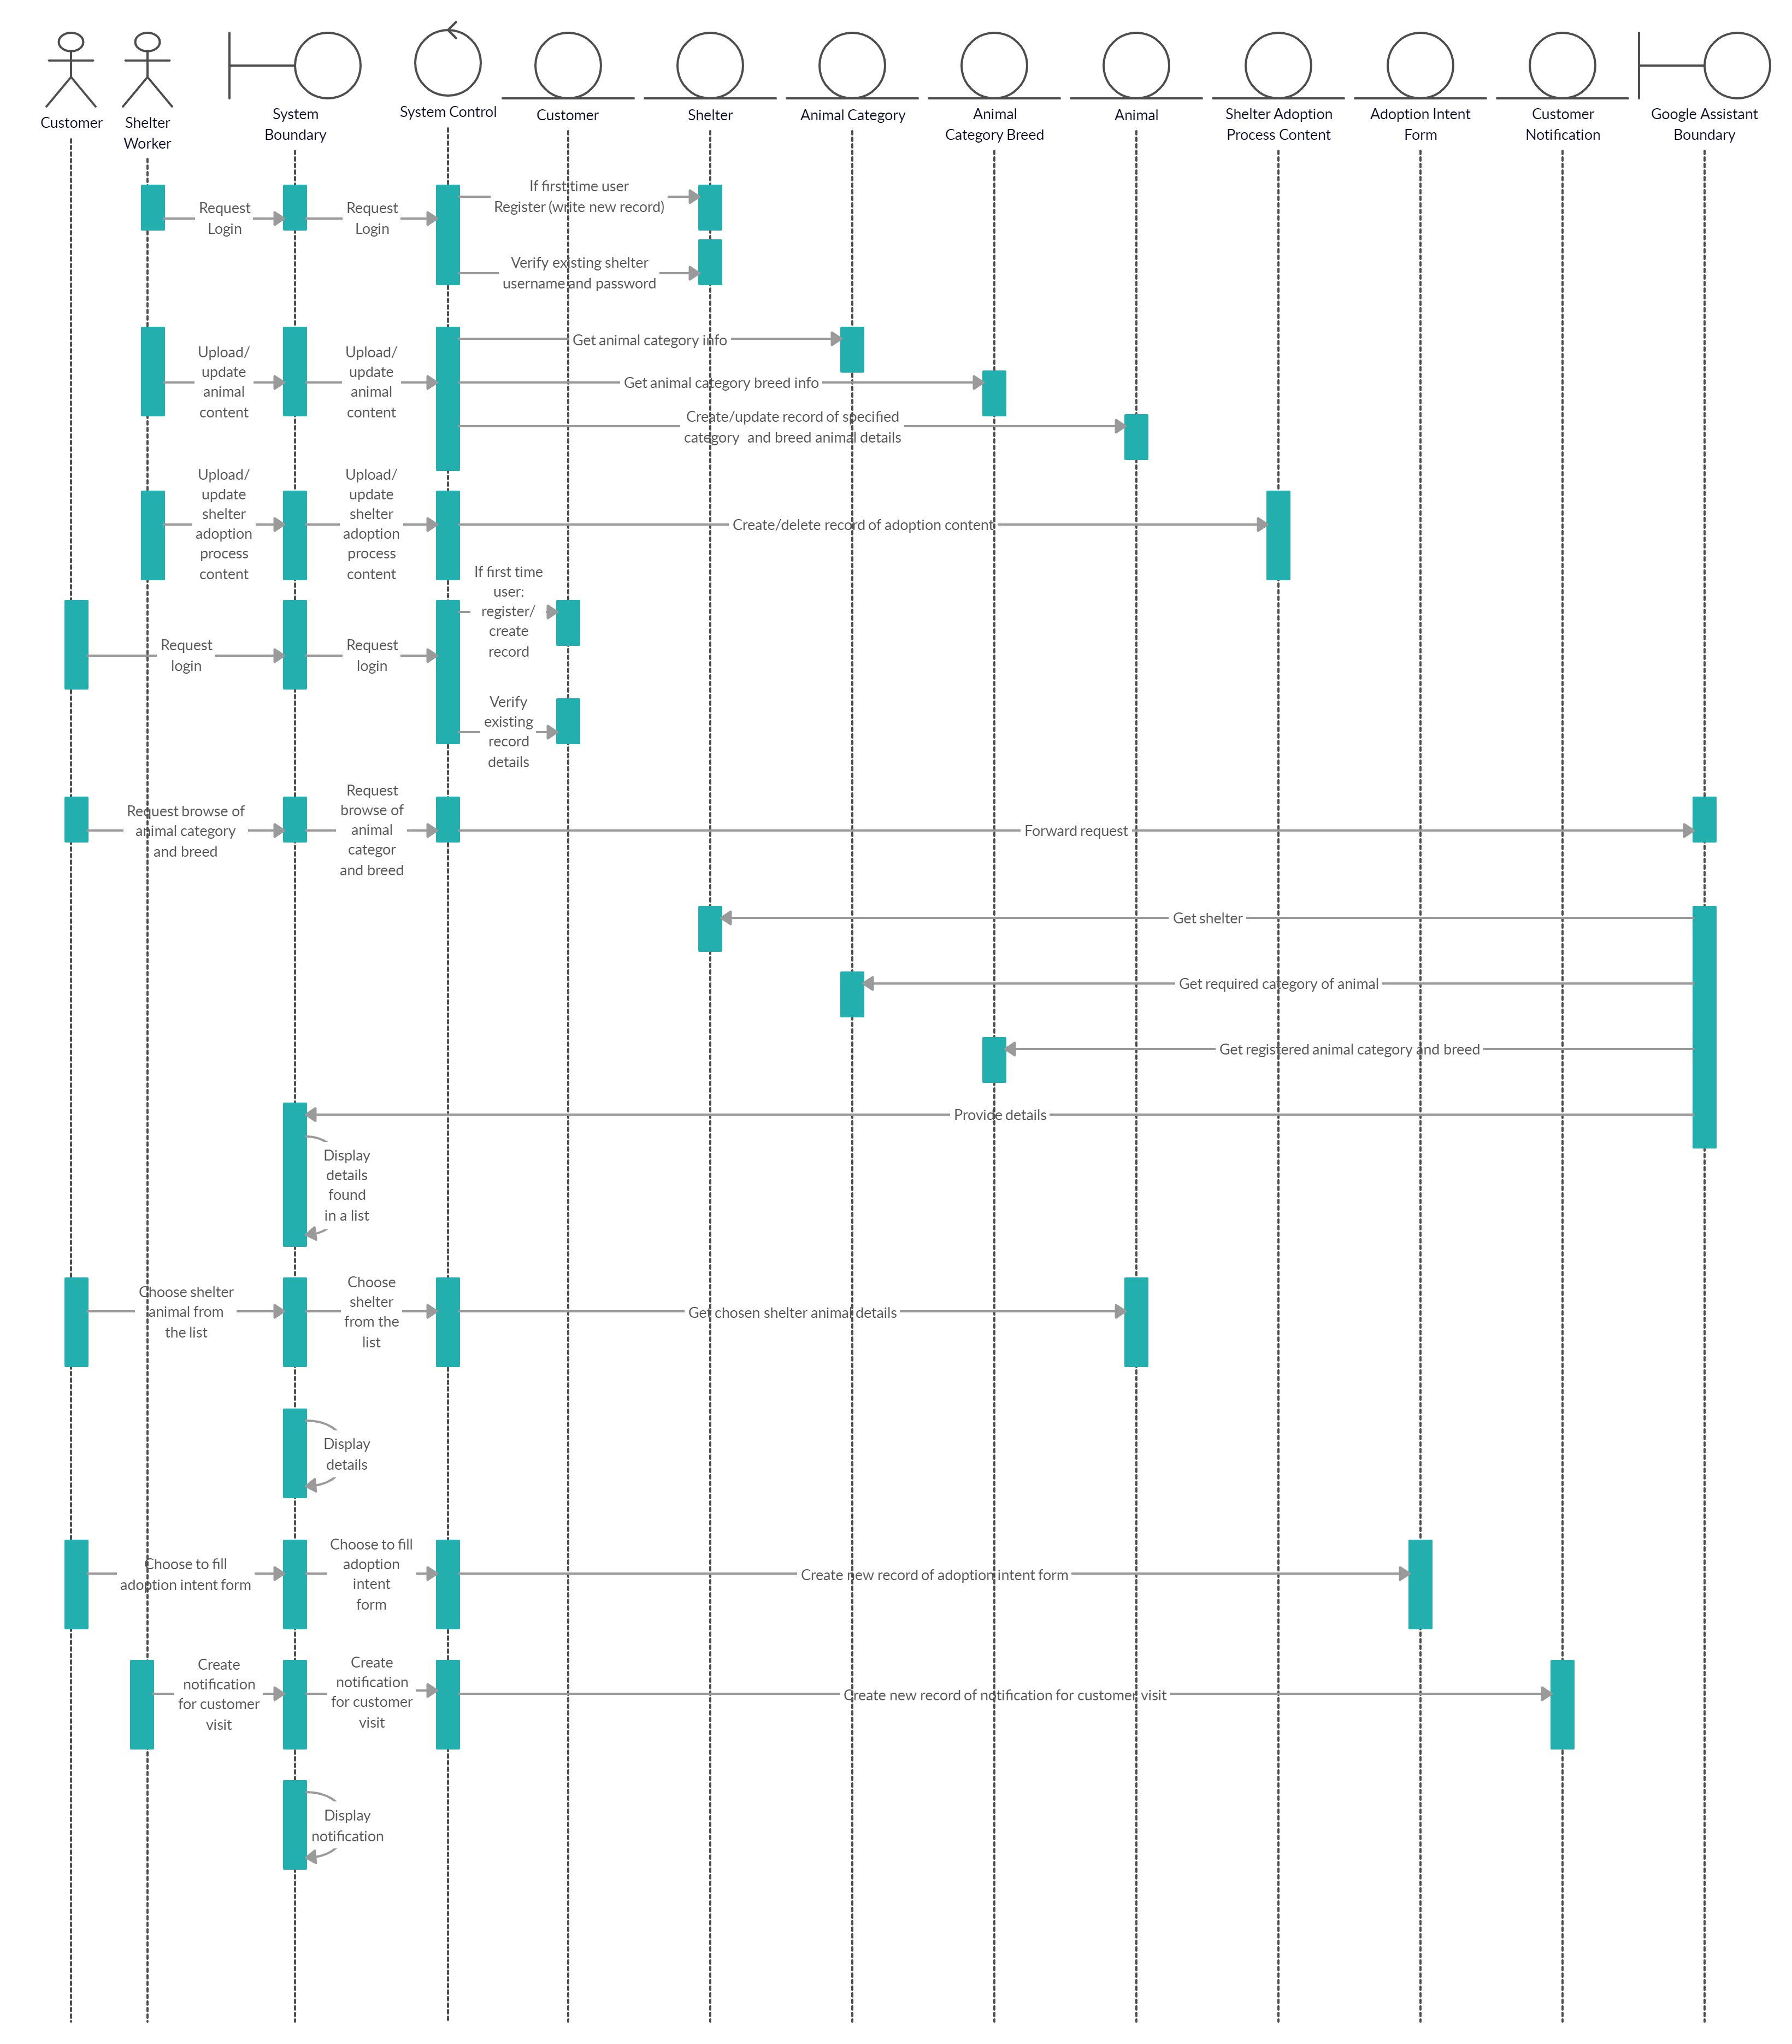 Customer
Shelter
Worker
System
Boundary
System Control
Customer
Shelter
Animal Category
Animal
Category Breed
Animal
Shelter Adoption
Process Content
Adoption Intent
Form
Customer
Notification
Google Assistant
Boundary
Request
Login
Request
Login
If first time user
Register (write new record)
Verify existing shelter
username and password
Upload/
update
animal
content
Upload/
update
animal
content
Get animal category info
Get animal category breed info
Create/update record of specified
category and breed animal details
Upload/
update
shelter
adoption
process
content
Upload/
update
shelter
adoption
process
content
Create/delete record of adoption content
Request
login
Request
login
If first time
user:
register/
create
record
Verify
existing
record
details
Request browse of
animal category
and breed
Request
browse of
animal
categor
and breed
Forward request
Get shelter
Get required category of animal
Get registered animal category and breed
Provide details
Display
details
found
in a list
Choose shelter
animal from
the list
Choose
shelter
from the
list
Get chosen shelter animal details
Display
details
Choose to fill
adoption intent form
Choose to fill
adoption
intent
form
Create new record of adoption intent form
Create
notification
for customer
visit
Create
notification
for customer
visit
Create new record of notification for customer visit
Display
notification